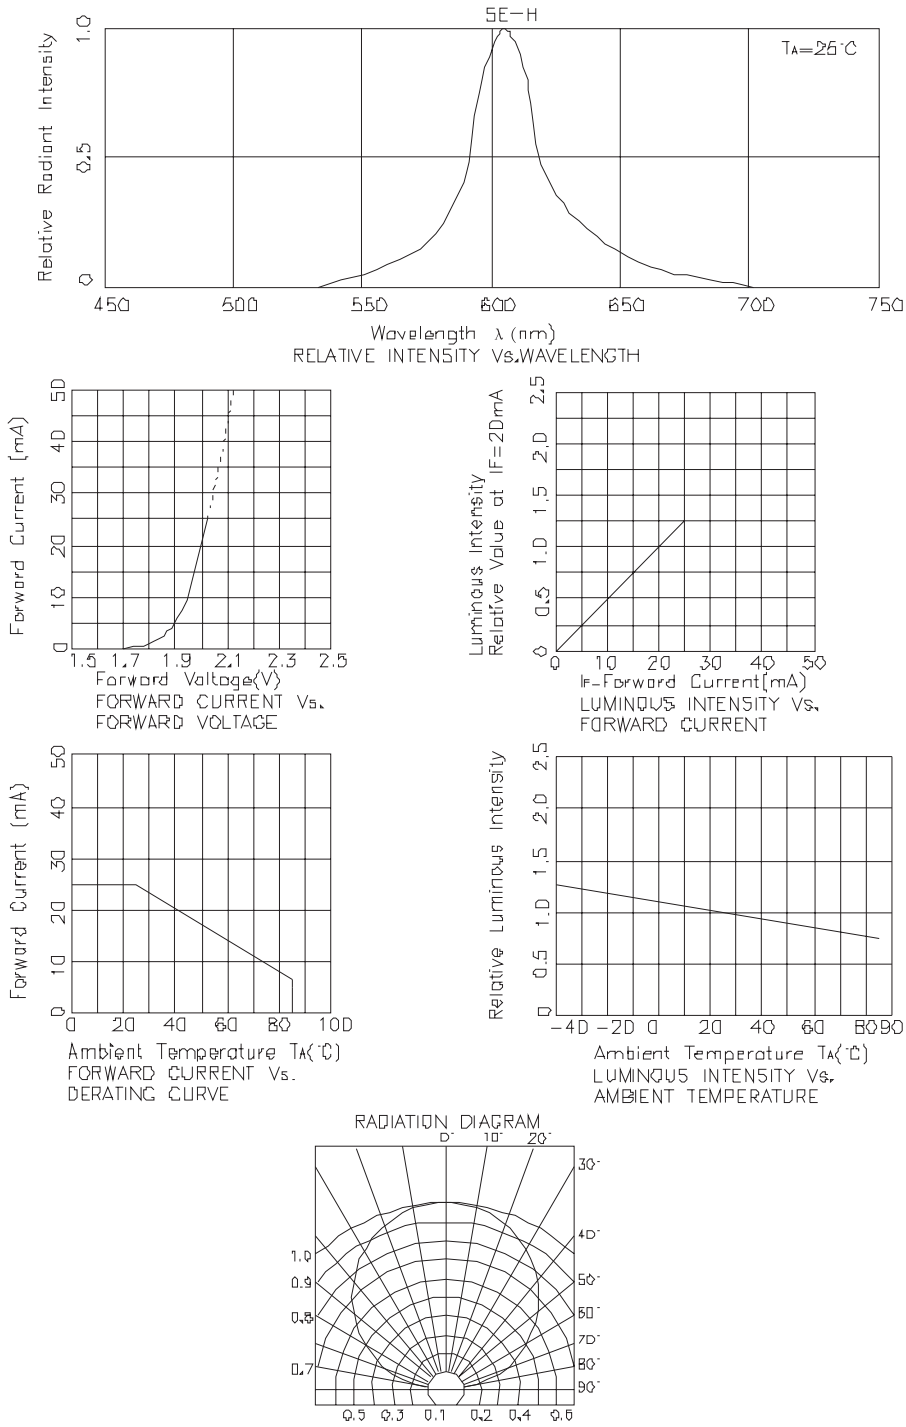 SE-H
TA=25°C
Relative Radiant Intensity
1.0
0.5
0
450 500 550 600 650 700 750
Wavelength λ (nm)
RELATIVE INTENSITY Vs.WAVELENGTH
Forward Current (mA)
50
40
30
20
10
0
1.5 1.7 1.9 2.1 2.3 2.5
Forward Voltage(V)
FORWARD CURRENT Vs.
FORWARD VOLTAGE
Luminous Intensity
Relative Value at IF=20mA
2.5
2.0
1.5
1.0
0.5
0
0 10 20 30 40 50
IF-Forward Current(mA)
LUMINOUS INTENSITY Vs.
FORWARD CURRENT
Forward Current (mA)
50
40
30
20
10
0
0 20 40 60 80 100
Ambient Temperature TA(°C)
FORWARD CURRENT Vs.
DERATING CURVE
Relative Luminous Intensity
2.5
2.0
1.5
1.0
0.5
0
-40 -20 0 20 40 60 80 90
Ambient Temperature TA(°C)
LUMINOUS INTENSITY Vs.
AMBIENT TEMPERATURE
RADIATION DIAGRAM
0° 10° 20°
30°
40°
50°
60°
70°
80°
90°
1.0
0.9
0.8
0.7
0.5 0.3 0.1 0.2 0.4 0.6